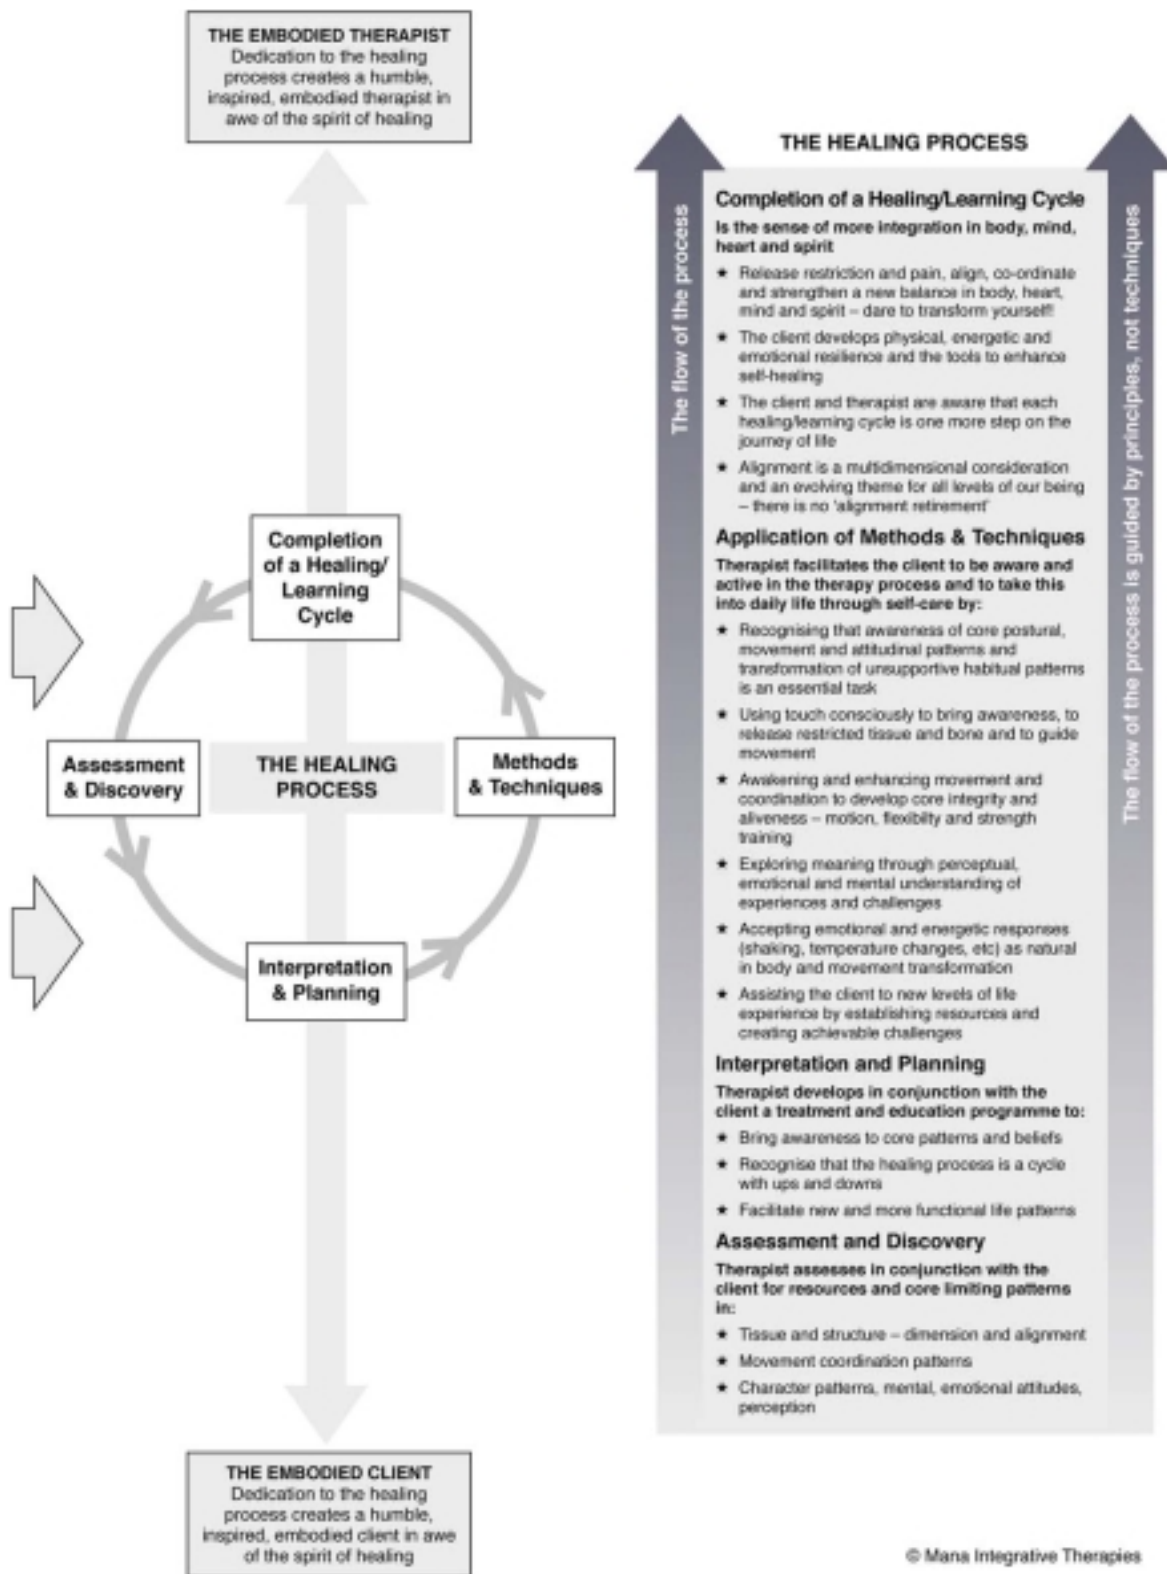 THE EMBODIED THERAPIST
Dedication to the healing
process creates a humble,
inspired, embodied therapist in
awe of the spirit of healing
Completion
of a Healing/
Learning
Cycle
Assessment
& Discovery
THE HEALING
PROCESS
Methods
& Techniques
Interpretation
& Planning
THE EMBODIED CLIENT
Dedication to the healing
process creates a humble,
inspired, embodied client in awe
of the spirit of healing
THE HEALING PROCESS
The flow of the process
Completion of a Healing/Learning Cycle
Is the sense of more integration in body, mind,
heart and spirit
★ Release restriction and pain, align, co-ordinate
and strengthen a new balance in body, heart,
mind and spirit – dare to transform yourself!
★ The client develops physical, energetic and
emotional resilience and the tools to enhance
self-healing
★ The client and therapist are aware that each
healing/learning cycle is one more step on the
journey of life
★ Alignment is a multidimensional consideration
and an evolving theme for all levels of our being
– there is no 'alignment retirement'
Application of Methods & Techniques
Therapist facilitates the client to be aware and
active in the therapy process and to take this
into daily life through self-care by:
★ Recognising that awareness of core postural,
movement and attitudinal patterns and
transformation of unsupportive habitual patterns
is an essential task
★ Using touch consciously to bring awareness, to
release restricted tissue and bone and to guide
movement
★ Awakening and enhancing movement and
coordination to develop core integrity and
aliveness – motion, flexibilty and strength
training
★ Exploring meaning through perceptual,
emotional and mental understanding of
experiences and challenges
★ Accepting emotional and energetic responses
(shaking, temperature changes, etc) as natural
in body and movement transformation
★ Assisting the client to new levels of life
experience by establishing resources and
creating achievable challenges
Interpretation and Planning
Therapist develops in conjunction with the
client a treatment and education programme to:
★ Bring awareness to core patterns and beliefs
★ Recognise that the healing process is a cycle
with ups and downs
★ Facilitate new and more functional life patterns
Assessment and Discovery
Therapist assesses in conjunction with the
client for resources and core limiting patterns
in:
★ Tissue and structure – dimension and alignment
★ Movement coordination patterns
★ Character patterns, mental, emotional attitudes,
perception
The flow of the process is guided by principles, not techniques
© Mana Integrative Therapies